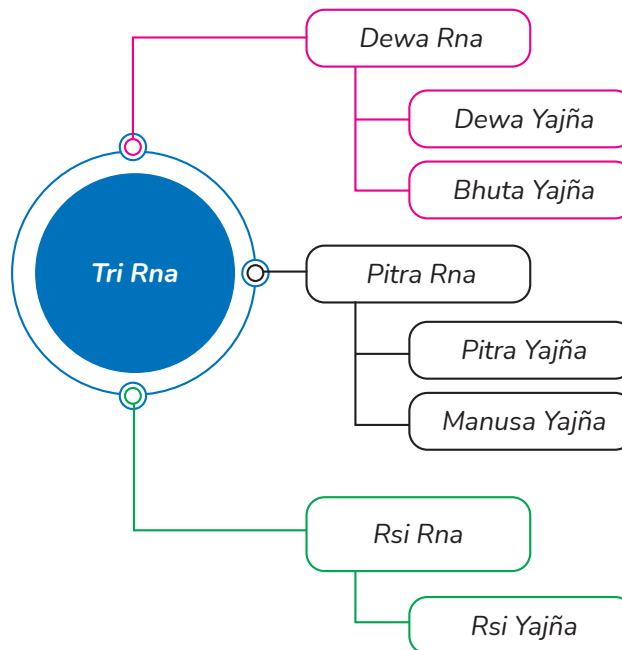 Dewa Rna
Dewa Yajña
Bhuta Yajña
Tri Rna
Pitra Rna
Pitra Yajña
Manusa Yajña
Rsi Rna
Rsi Yajña